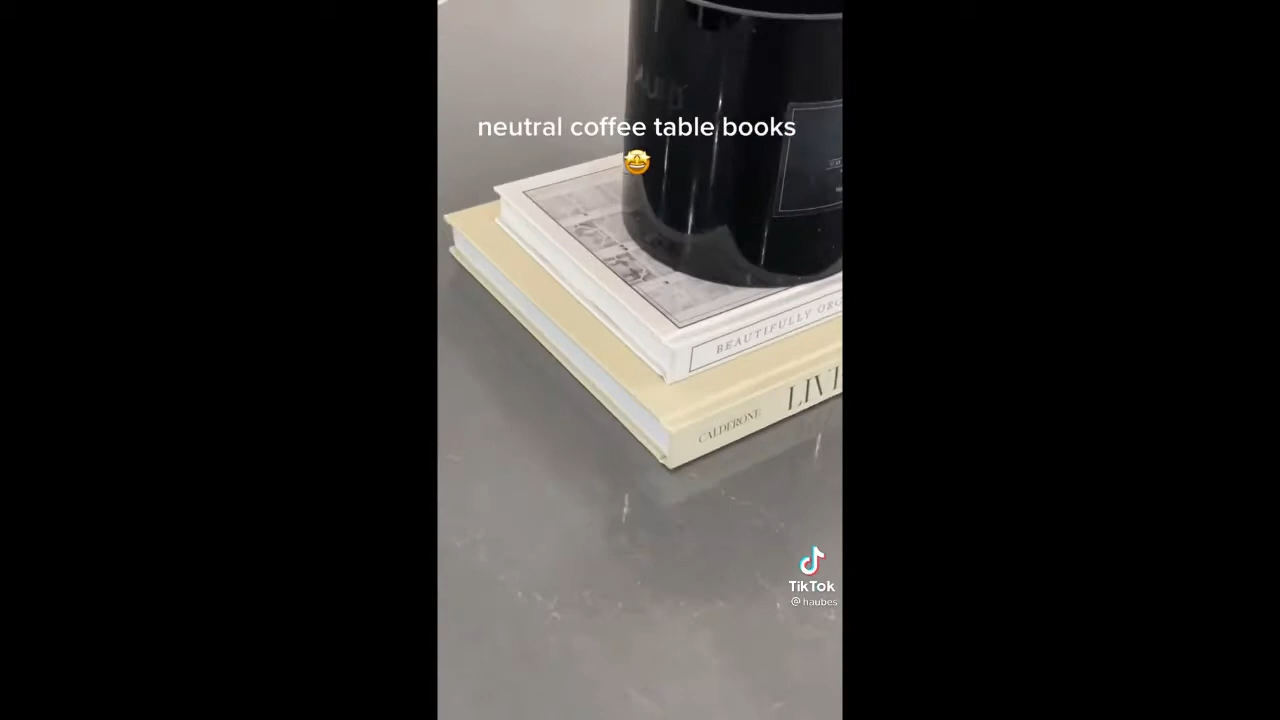 neutral coffee table books
🤩
BEAUTIFULLY ORG
CALDERONE LIV
TikTok
@haubes